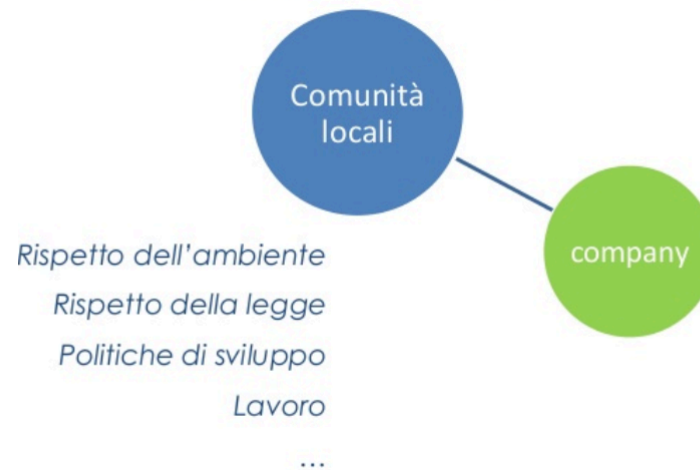 Comunità
locali
company
Rispetto dell'ambiente
Rispetto della legge
Politiche di sviluppo
Lavoro
...